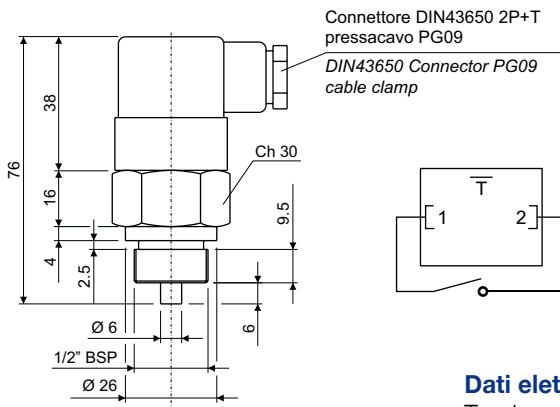 Connettore DIN43650 2P+T
pressacavo PG09
DIN43650 Connector PG09
cable clamp
38
76
Ch 30
16
9.5
T
1
2
4
2.5
6
Ø 6
1/2” BSP
Ø 26
Dati elet